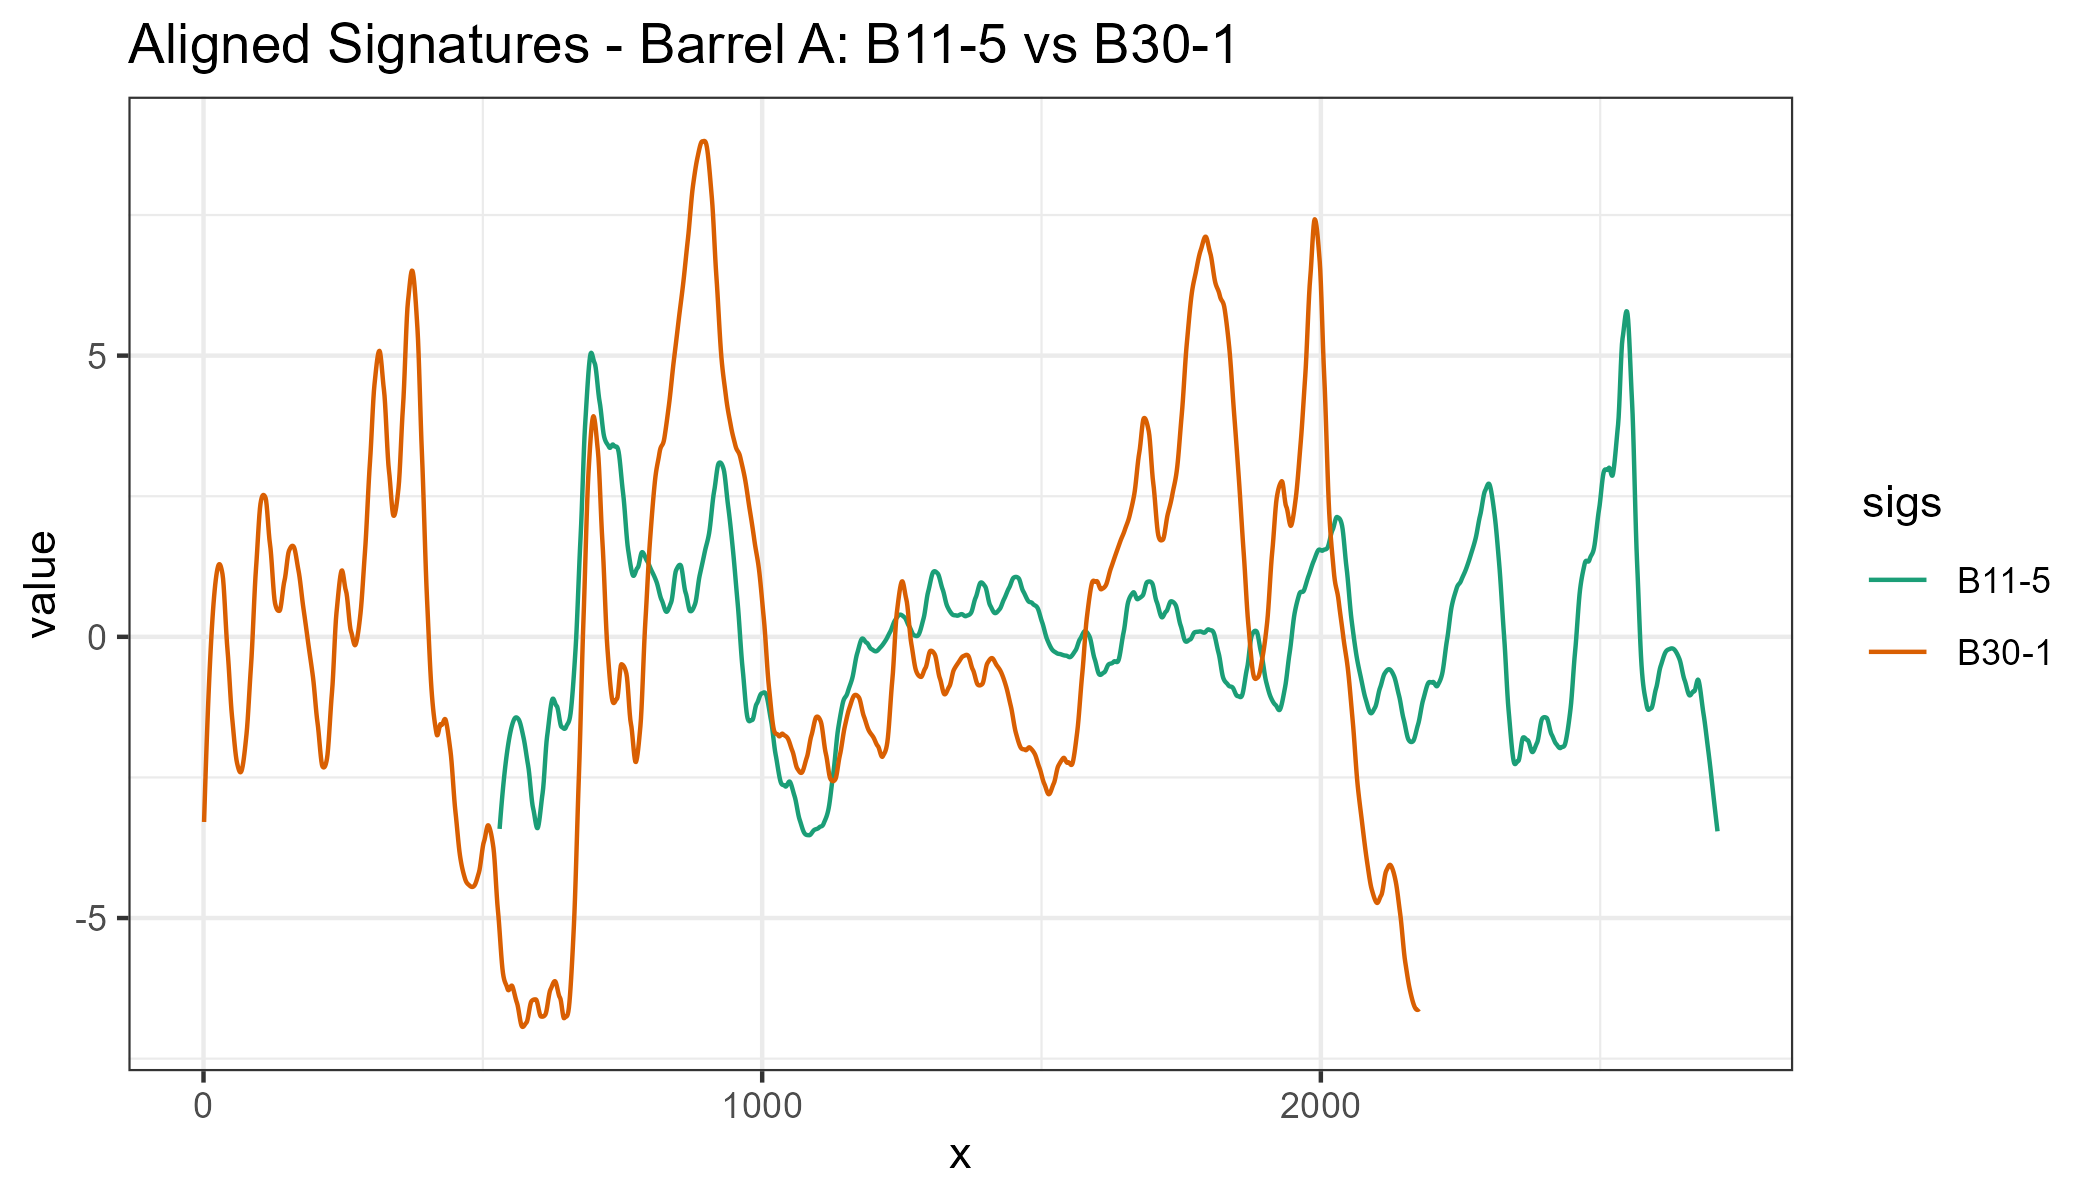 Aligned Signatures - Barrel A: B11-5 vs B30-1
value
5
0
-5
0
1000
2000
x
sigs
B11-5
B30-1